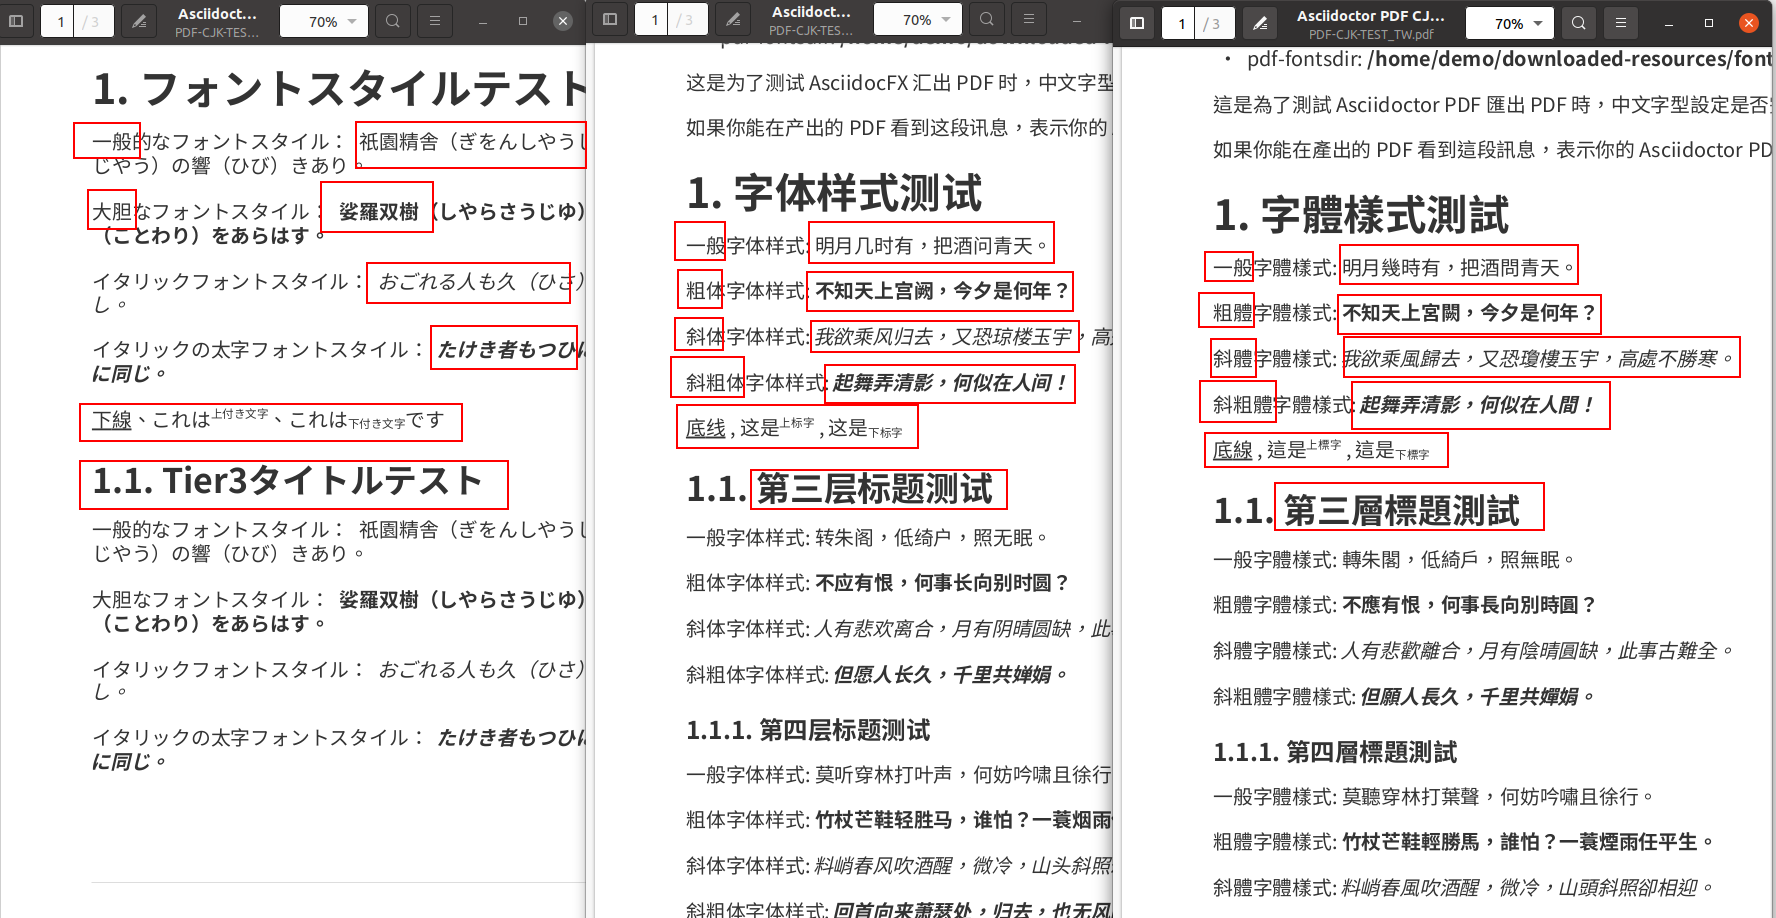 1 / 3
Asciidoct...
PDF-CJK-TES...
70%
1. フォントスタイルテスト
一般的なフォントスタイル： 祇園精舎（ぎをんしやうし
じやう）の響（ひび）きあり。
大胆なフォントスタイル： 娑羅双樹（しやらさうじゆ）
（ことわり）をあらはす。
イタリックフォントスタイル： おごれる人も久（ひさ）
し。
イタリックの太字フォントスタイル： たけき者もつひに
に同じ。
下線、これは上付き文字、これは下付き文字です
1.1. Tier3タイトルテスト
一般的なフォントスタイル： 祇園精舎（ぎをんしやうし
じやう）の響（ひび）きあり。
大胆なフォントスタイル： 娑羅双樹（しやらさうじゆ）
（ことわり）をあらはす。
イタリックフォントスタイル： おごれる人も久（ひさ）
し。
イタリックの太字フォントスタイル： たけき者もつひに
に同じ。
1 / 3
Asciidoct...
PDF-CJK-TES...
70%
这是为了测试 AsciidocFX 汇出 PDF 时，中文字型
如果你能在产出的 PDF 看到这段讯息，表示你的
1. 字体样式测试
一般字体样式: 明月几时有，把酒问青天。
粗体字体样式: 不知天上宫阙，今夕是何年？
斜体字体样式: 我欲乘风归去，又恐琼楼玉宇，高
斜粗体字体样式: 起舞弄清影，何似在人间！
底线 , 这是上标字 , 这是下标字
1.1. 第三层标题测试
一般字体样式: 转朱阁，低绮户，照无眠。
粗体字体样式: 不应有恨，何事长向别时圆？
斜体字体样式: 人有悲欢离合，月有阴晴圆缺，此
斜粗体字体样式: 但愿人长久，千里共婵娟。
1.1.1. 第四层标题测试
一般字体样式: 莫听穿林打叶声，何妨吟啸且徐行
粗体字体样式: 竹杖芒鞋轻胜马，谁怕？一蓑烟雨
斜体字体样式: 料峭春风吹酒醒，微冷，山头斜照
斜粗体字体样式: 回首向来萧瑟处，归去，也无风
1 / 3
Asciidoctor PDF CJ...
PDF-CJK-TEST_TW.pdf
70%
• pdf-fontsdir: /home/demo/downloaded-resources/font
這是為了測試 Asciidoctor PDF 匯出 PDF 時，中文字型設定是否
如果你能在產出的 PDF 看到這段訊息，表示你的 Asciidoctor PD
1. 字體樣式測試
一般字體樣式: 明月幾時有，把酒問青天。
粗體字體樣式: 不知天上宮闕，今夕是何年？
斜體字體樣式: 我欲乘風歸去，又恐瓊樓玉宇，高處不勝寒。
斜粗體字體樣式: 起舞弄清影，何似在人間！
底線 , 這是上標字 , 這是下標字
1.1. 第三層標題測試
一般字體樣式: 轉朱閣，低綺戶，照無眠。
粗體字體樣式: 不應有恨，何事長向別時圓？
斜體字體樣式: 人有悲歡離合，月有陰晴圓缺，此事古難全。
斜粗體字體樣式: 但願人長久，千里共嬋娟。
1.1.1. 第四層標題測試
一般字體樣式: 莫聽穿林打葉聲，何妨吟嘯且徐行。
粗體字體樣式: 竹杖芒鞋輕勝馬，誰怕？一蓑煙雨任平生。
斜體字體樣式: 料峭春風吹酒醒，微冷，山頭斜照卻相迎。